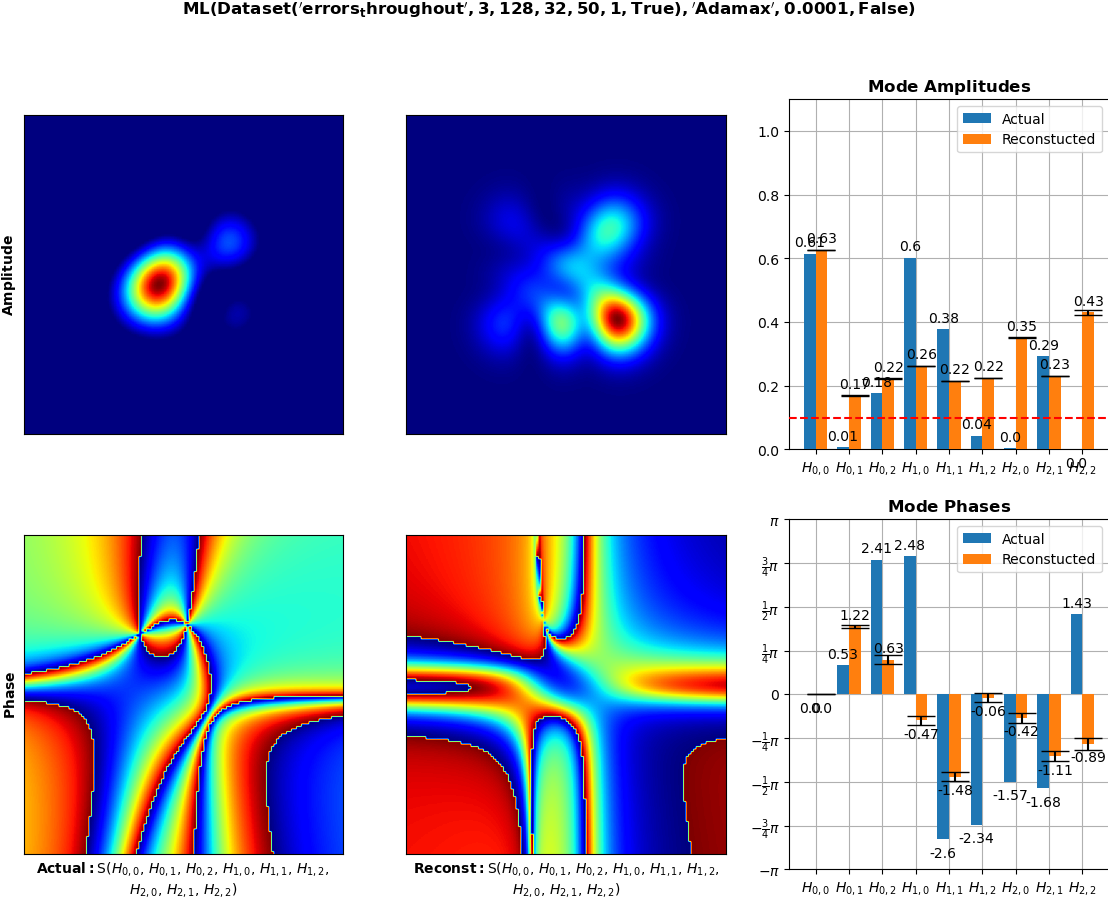 ML(Dataset('errors_throughout', 3, 128, 32, 50, 1, True), 'Adamax', 0.0001, False)
Amplitude
Mode Amplitudes
Actual
Reconstucted
1.0
0.8
0.6
0.4
0.2
0.0
0.61
0.63
0.01
0.17
0.18
0.22
0.6
0.26
0.38
0.22
0.04
0.22
0.0
0.35
0.29
0.23
0.0
0.43
H0,0 H0,1 H0,2 H1,0 H1,1 H1,2 H2,0 H2,1 H2,2
Phase
Actual: S(H0,0, H0,1, H0,2, H1,0, H1,1, H1,2,
H2,0, H2,1, H2,2)
Reconst: S(H0,0, H0,1, H0,2, H1,0, H1,1, H1,2,
H2,0, H2,1, H2,2)
Mode Phases
Actual
Reconstucted
π
3/4π
1/2π
1/4π
0
−1/4π
−1/2π
−3/4π
−π
0.0
0.0
0.53
1.22
2.41
0.63
2.48
-0.47
-2.6
-1.48
-2.34
-0.06
-1.57
-0.42
-1.68
-1.11
1.43
-0.89
H0,0 H0,1 H0,2 H1,0 H1,1 H1,2 H2,0 H2,1 H2,2